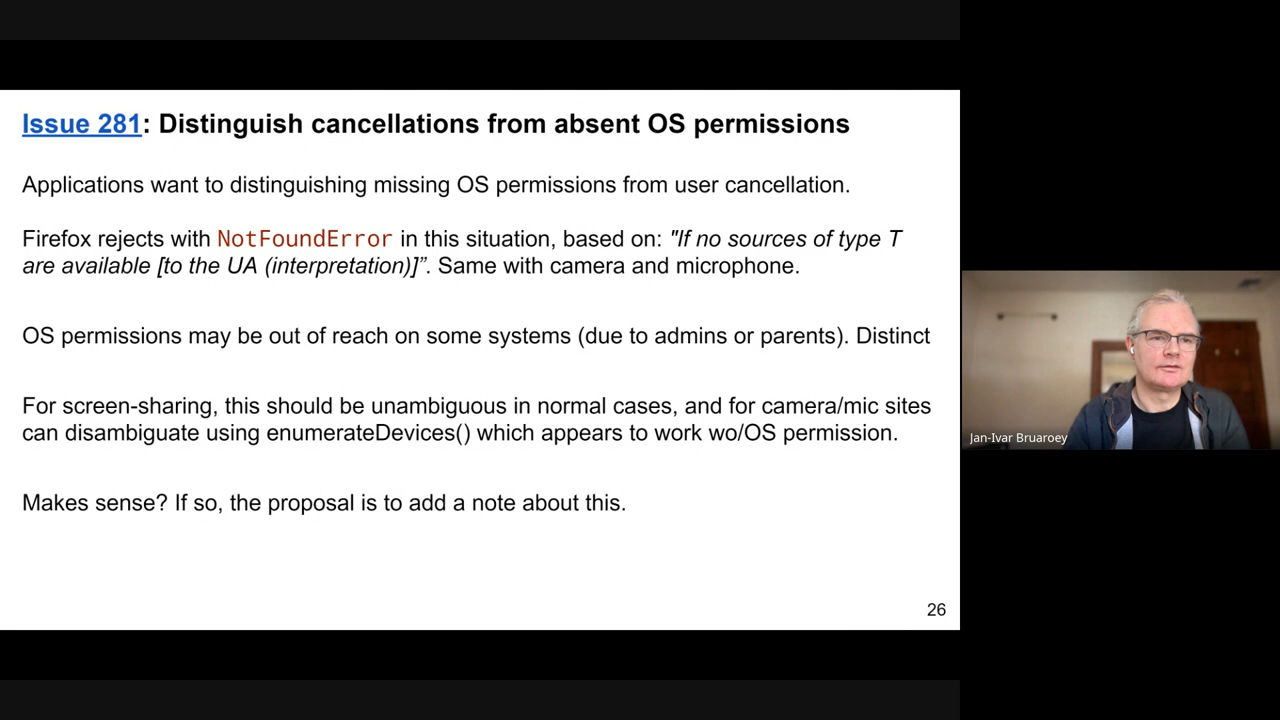 Issue 281: Distinguish cancellations from absent OS permissions
Applications want to distinguishing missing OS permissions from user cancellation.
Firefox rejects with NotFoundError in this situation, based on: "If no sources of type T
are available [to the UA (interpretation)]”. Same with camera and microphone.
OS permissions may be out of reach on some systems (due to admins or parents). Distinct
For screen-sharing, this should be unambiguous in normal cases, and for camera/mic sites
can disambiguate using enumerateDevices() which appears to work wo/OS permission.
Makes sense? If so, the proposal is to add a note about this.
26
Jan-Ivar Bruaroey